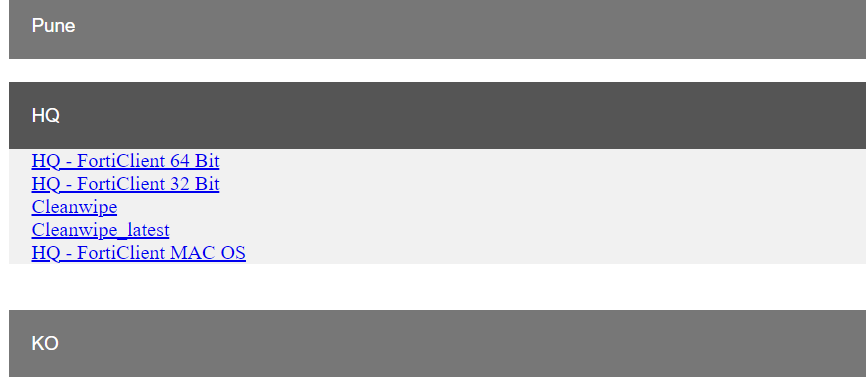 Pune
HQ
HQ - FortiClient 64 Bit
HQ - FortiClient 32 Bit
Cleanwipe
Cleanwipe_latest
HQ - FortiClient MAC OS
KO